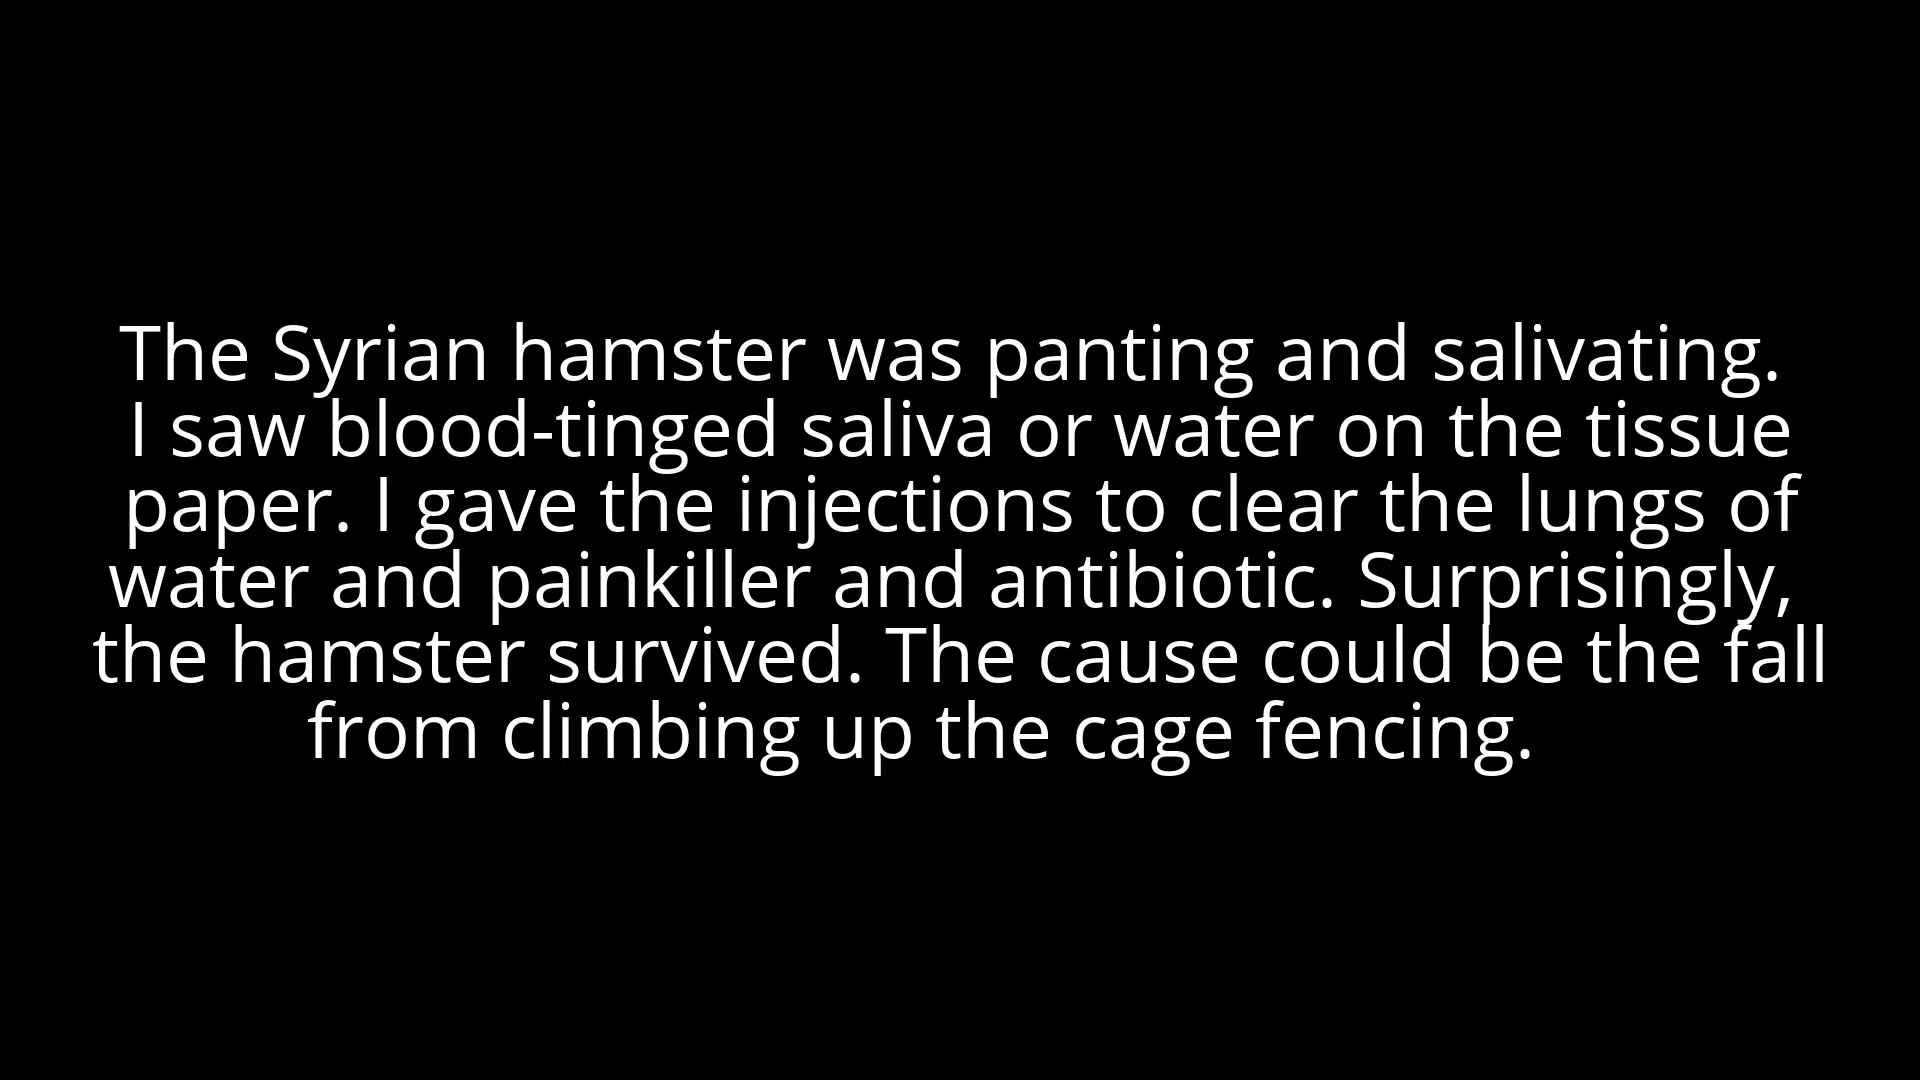 The Syrian hamster was panting and salivating.
I saw blood-tinged saliva or water on the tissue
paper. I gave the injections to clear the lungs of
water and painkiller and antibiotic. Surprisingly,
the hamster survived. The cause could be the fall
from climbing up the cage fencing.